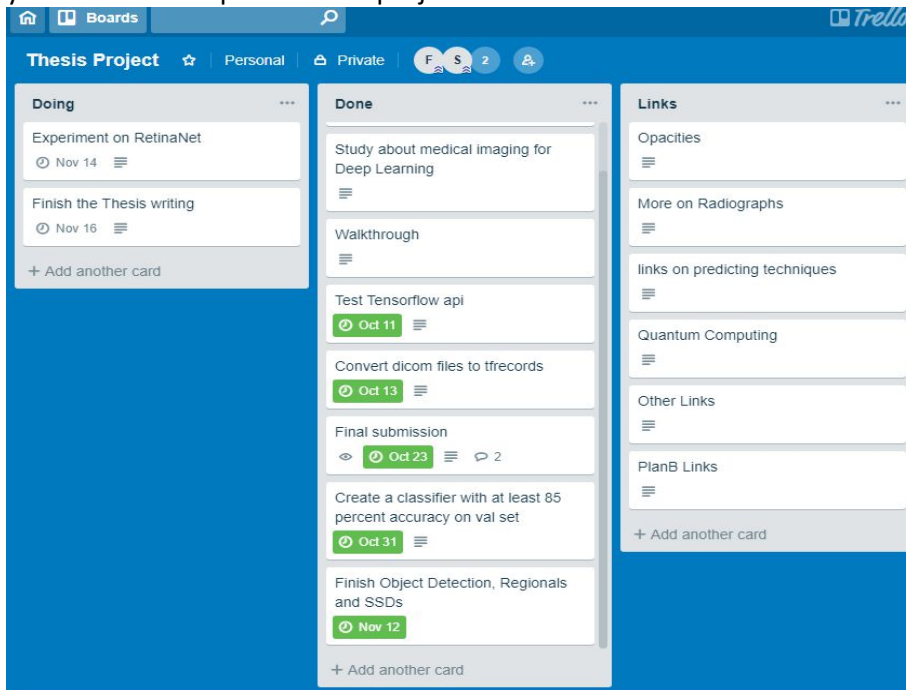 Boards
Trello
Thesis Project
Personal
Private
F
S
2
Doing
Experiment on RetinaNet
Nov 14
Finish the Thesis writing
Nov 16
+ Add another card
Done
Study about medical imaging for
Deep Learning
Walkthrough
Test Tensorflow api
Oct 11
Convert dicom files to tfrecords
Oct 13
Final submission
Oct 23
2
Create a classifier with at least 85
percent accuracy on val set
Oct 31
Finish Object Detection, Regionals
and SSDs
Nov 12
+ Add another card
Links
Opacities
More on Radiographs
links on predicting techniques
Quantum Computing
Other Links
PlanB Links
+ Add another card